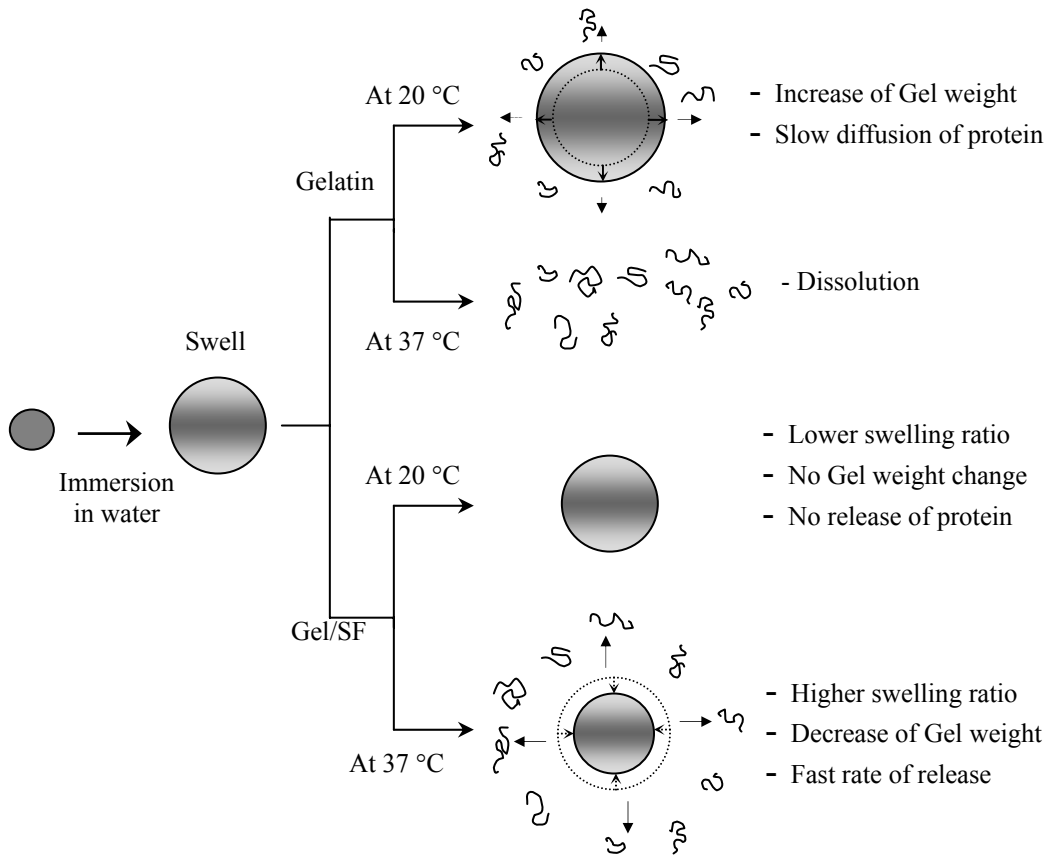 At 20 °C
- Increase of Gel weight
- Slow diffusion of protein
Gelatin
- Dissolution
At 37 °C
Swell
Immersion
in water
At 20 °C
- Lower swelling ratio
- No Gel weight change
- No release of protein
Gel/SF
At 37 °C
- Higher swelling ratio
- Decrease of Gel weight
- Fast rate of release